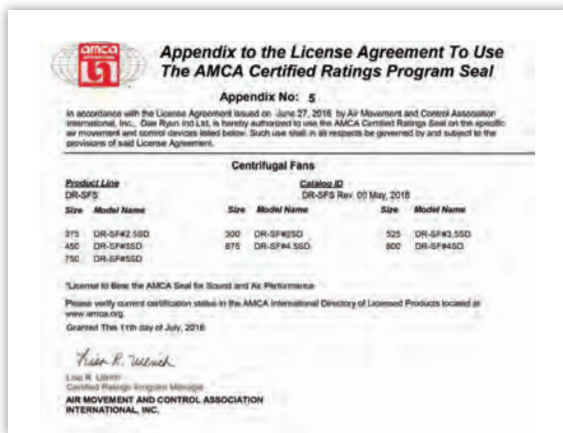 amca
Appendix to the License Agreement To Use
The AMCA Certified Ratings Program Seal
Appendix No: 5
In accordance with the License Agreement issued on June 27, 2016 by Air Movement and Control Association
International, Inc., Dae Ryun Ind Ltd, is hereby authorized to use the AMCA Certified Ratings Seal on the specific
air movement and control devices listed below. Such use shall in all respects be governed by and subject to the
provisions of said License Agreement.
Centrifugal Fans
Product Line Catalog ID
DR-SFS DR-SFS Rev. 00 May, 2018
Size Model Name Size Model Name Size Model Name
375 DR-SF#2.5SD 300 DR-SF#2SD 525 DR-SF#3.5SD
450 DR-SF#3SD 675 DR-SF#4.5SD 600 DR-SF#4SD
750 DR-SF#5SD
*License to Bear the AMCA Seal for Sound and Air Performance
Please verify current certification status in the AMCA International Directory of Licensed Products located at
www.amca.org.
Granted This 11th day of July, 2018
Lisa R.
Certified Ratings Program Manager
AIR MOVEMENT AND CONTROL ASSOCIATION
INTERNATIONAL, INC.